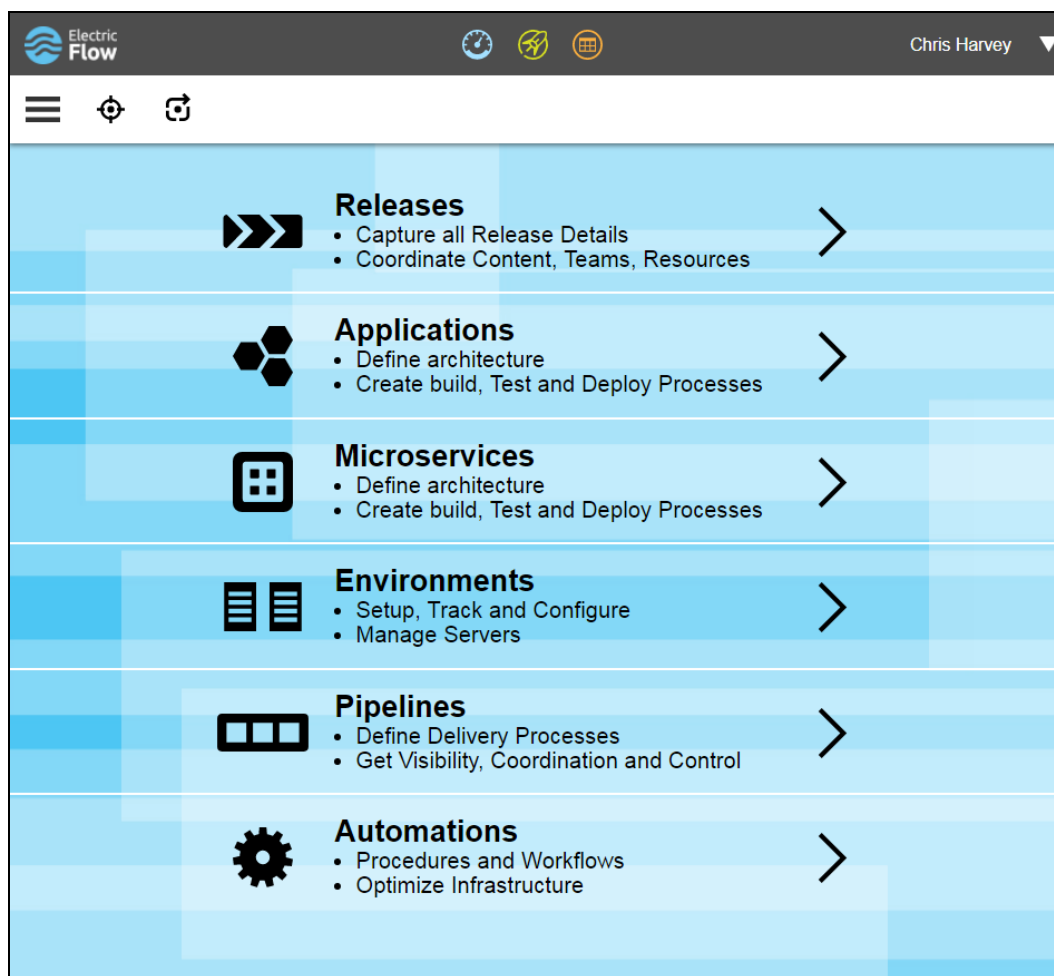 Electric
Flow
Chris Harvey
Releases
• Capture all Release Details
• Coordinate Content, Teams, Resources
Applications
• Define architecture
• Create build, Test and Deploy Processes
Microservices
• Define architecture
• Create build, Test and Deploy Processes
Environments
• Setup, Track and Configure
• Manage Servers
Pipelines
• Define Delivery Processes
• Get Visibility, Coordination and Control
Automations
• Procedures and Workflows
• Optimize Infrastructure